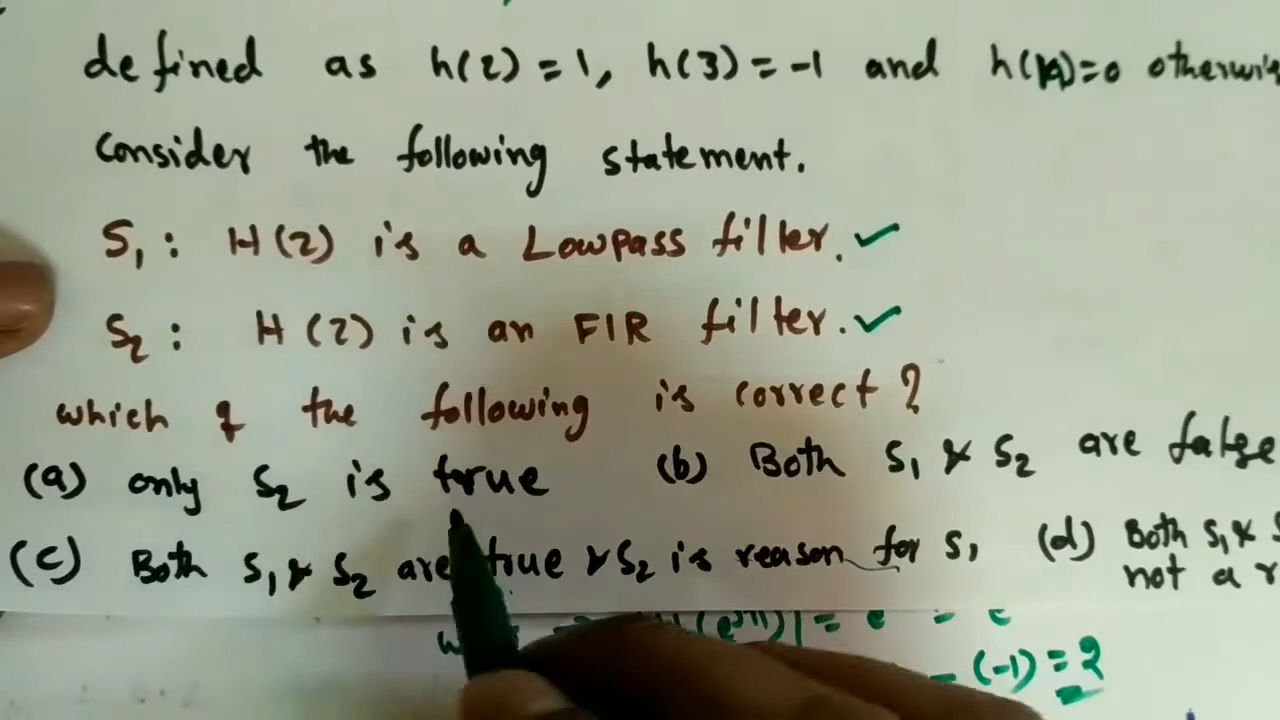 defined as h(2)=1, h(3)=-1 and h(k)=0
Consider the following statement.
S1 : H(z) is a Lowpass filter. ✓
S2 : H(z) is an FIR filter. ✓
which of the following is correct ?
(a) only S2 is true (b) Both S1 & S2 are false
(c) Both S1 & S2 are true & S2 is reason for S1 (d) Both S1 &
not a
- (-1) = 2